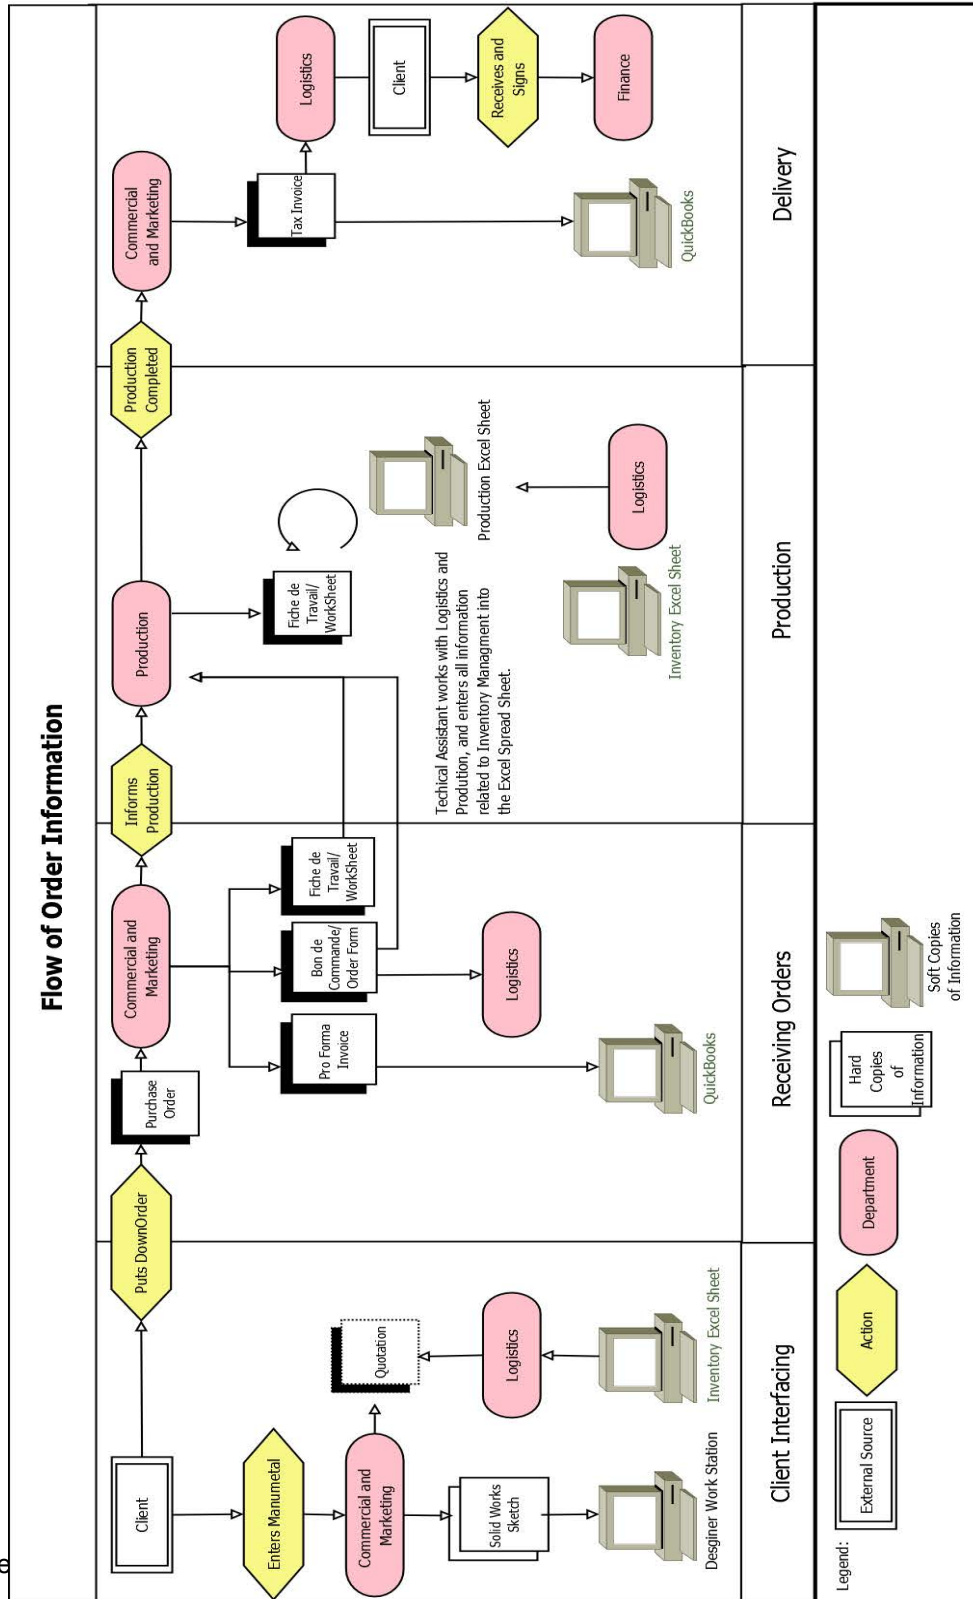 Flow of Order Information
Client
Puts DownOrder
Purchase
Order
Commercial and
Marketing
Informs
Production
Production
Production
Completed
Commercial
and Marketing
Enters Manumetal
Commercial and
Marketing
Solid Works
Sketch
Desginer Work Station
Quotation
Logistics
Inventory Excel Sheet
Pro Forma
Invoice
QuickBooks
Bon de
Commande/
Order Form
Logistics
Fiche de
Travail/
WorkSheet
Fiche de
Travail/
WorkSheet
Production Excel Sheet
Techical Assistant works with Logistics and
Prodution, and enters all information
related to Inventory Managment into
the Excel Spread Sheet.
Inventory Excel Sheet
Logistics
Tax Invoice
QuickBooks
Logistics
Client
Receives and
Signs
Finance
Client Interfacing
Receiving Orders
Production
Delivery
Legend:
External Source
Action
Department
Hard
Copies
of
Information
Soft Copies
of Information